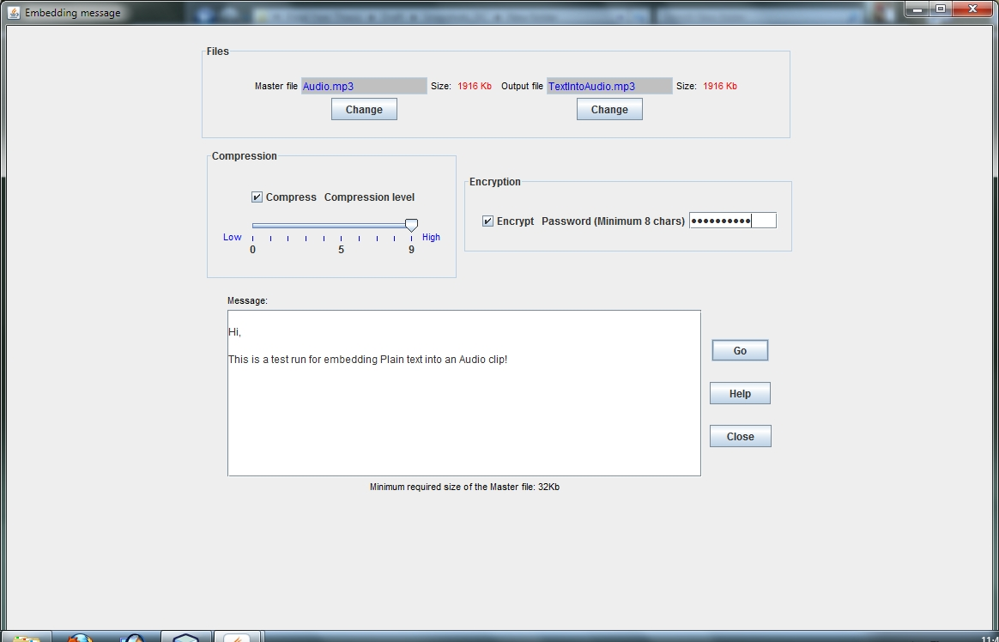 Embedding message
Files
Master file Audio.mp3 Size: 1916 Kb Output file TextIntoAudio.mp3 Size: 1916 Kb
Change Change
Compression
Encryption
Compress Compression level
Encrypt Password (Minimum 8 chars) ●●●●●●●●●●
Low High
0 5 9
Message:
Hi,
This is a test run for embedding Plain text into an Audio clip!
Go
Help
Close
Minimum required size of the Master file: 32Kb